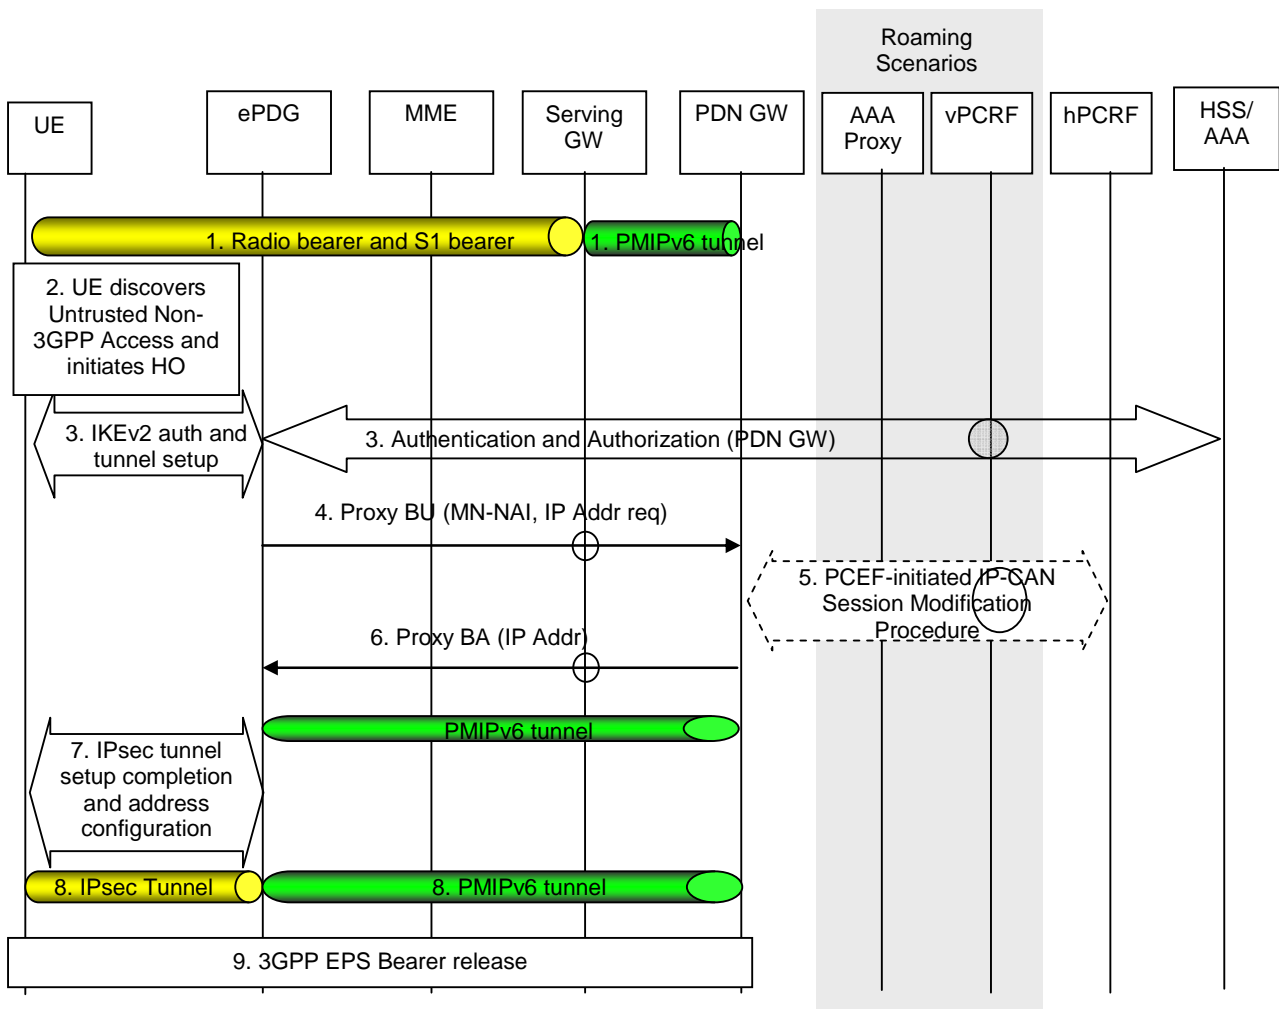 Roaming
Scenarios
UE
ePDG
MME
Serving
GW
PDN GW
AAA
Proxy
vPCRF
hPCRF
HSS/
AAA
1. Radio bearer and S1 bearer
1. PMIPv6 tunnel
2. UE discovers
Untrusted Non-
3GPP Access and
initiates HO
3. IKEv2 auth and
tunnel setup
3. Authentication and Authorization (PDN GW)
4. Proxy BU (MN-NAI, IP Addr req)
5. PCEF-initiated IP-CAN
Session Modification
Procedure
6. Proxy BA (IP Addr)
PMIPv6 tunnel
7. IPsec tunnel
setup completion
and address
configuration
8. IPsec Tunnel
8. PMIPv6 tunnel
9. 3GPP EPS Bearer release